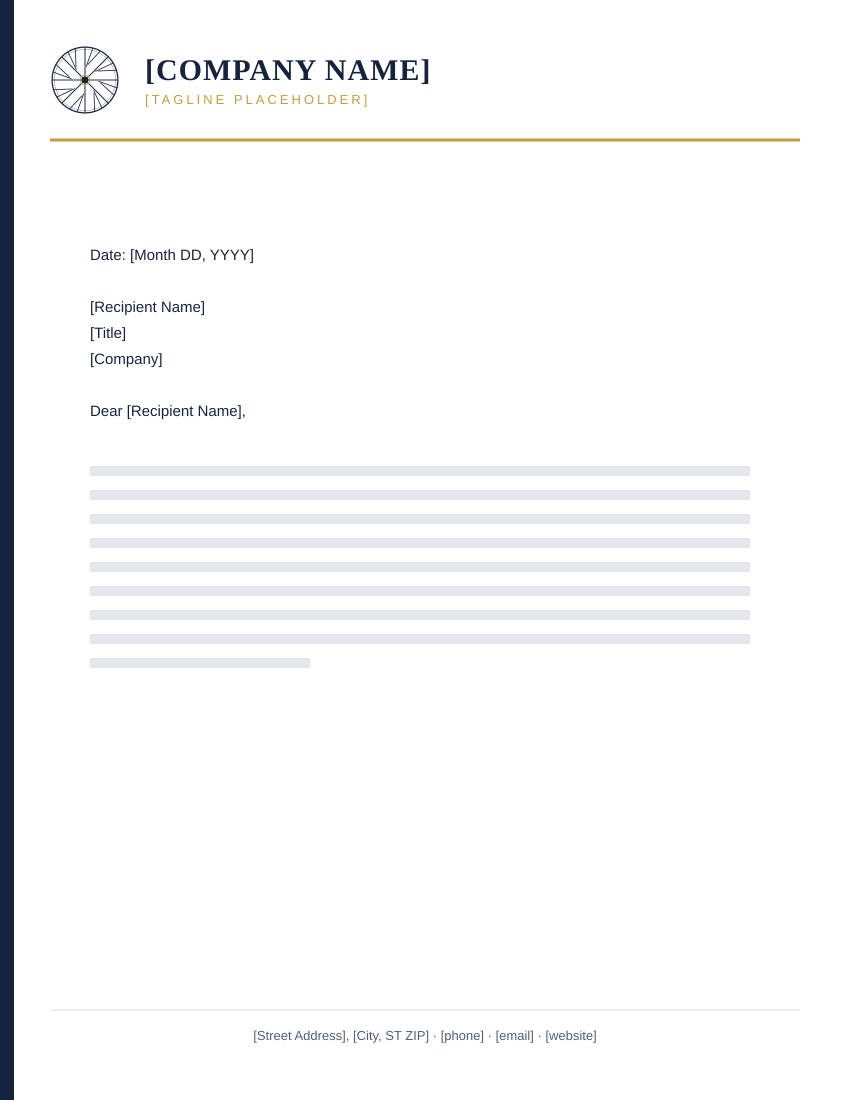 [COMPANY NAME]
[TAGLINE PLACEHOLDER]
Date: [Month DD, YYYY]
[Recipient Name]
[Title]
[Company]
Dear [Recipient Name],
[Street Address], [City, ST ZIP] · [phone] · [email] · [website]